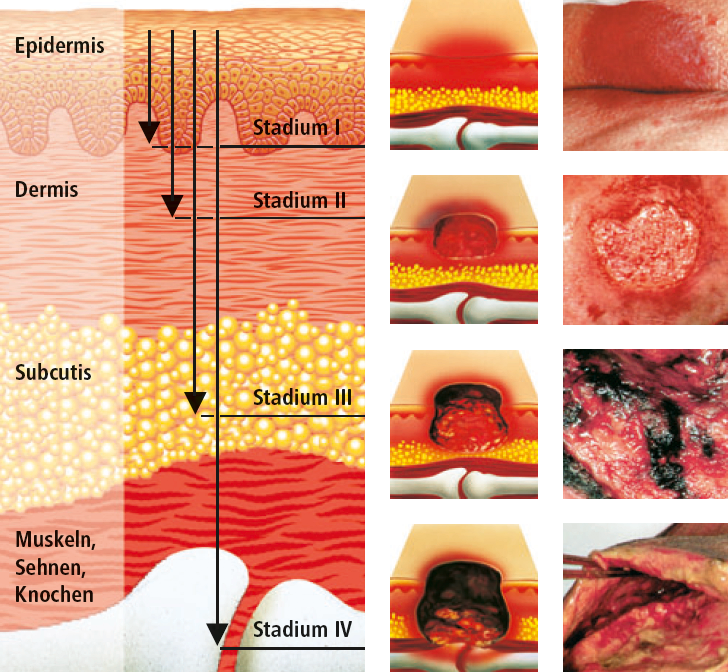 Epidermis
Stadium I
Dermis
Stadium II
Subcutis
Stadium III
Muskeln,
Sehnen,
Knochen
Stadium IV